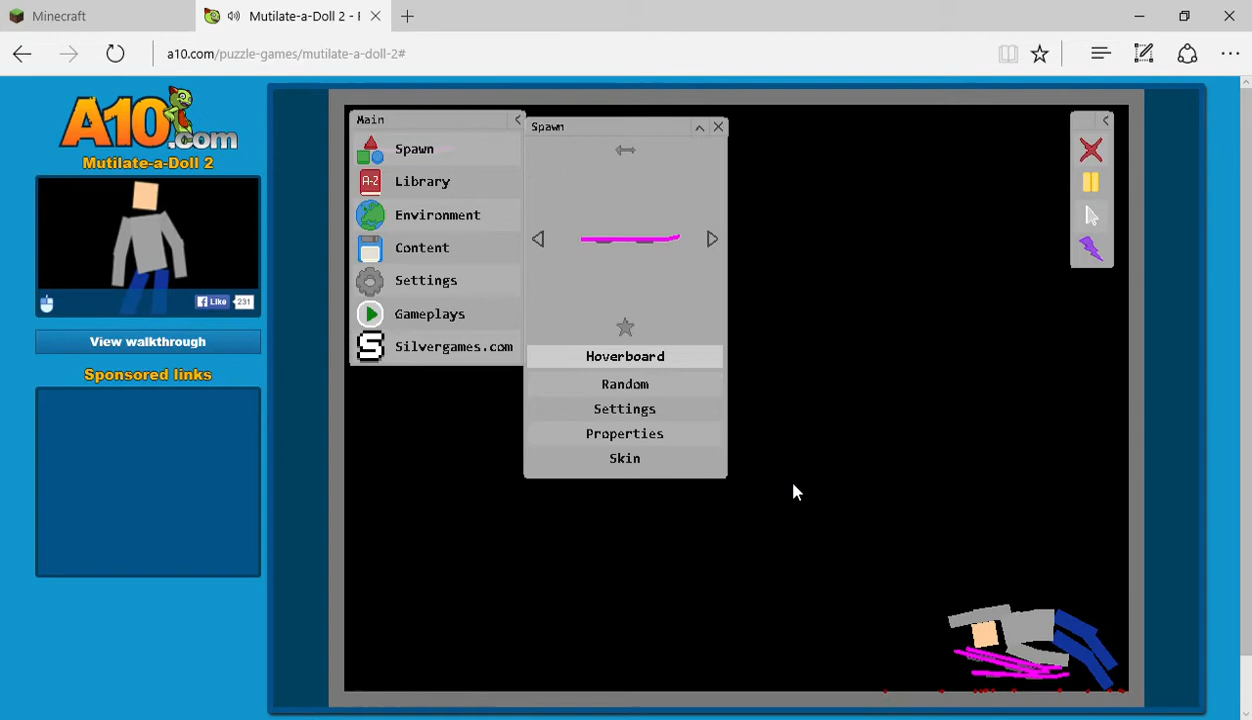 Minecraft
Mutilate-a-Doll 2 - F
a10.com/puzzle-games/mutilate-a-doll-2#
A10.com
Mutilate-a-Doll 2
Like 231
View walkthrough
Sponsored links
Main
Spawn
A-Z Library
Environment
Content
Settings
Gameplays
S Silvergames.com
Spawn
Hoverboard
Random
Settings
Properties
Skin